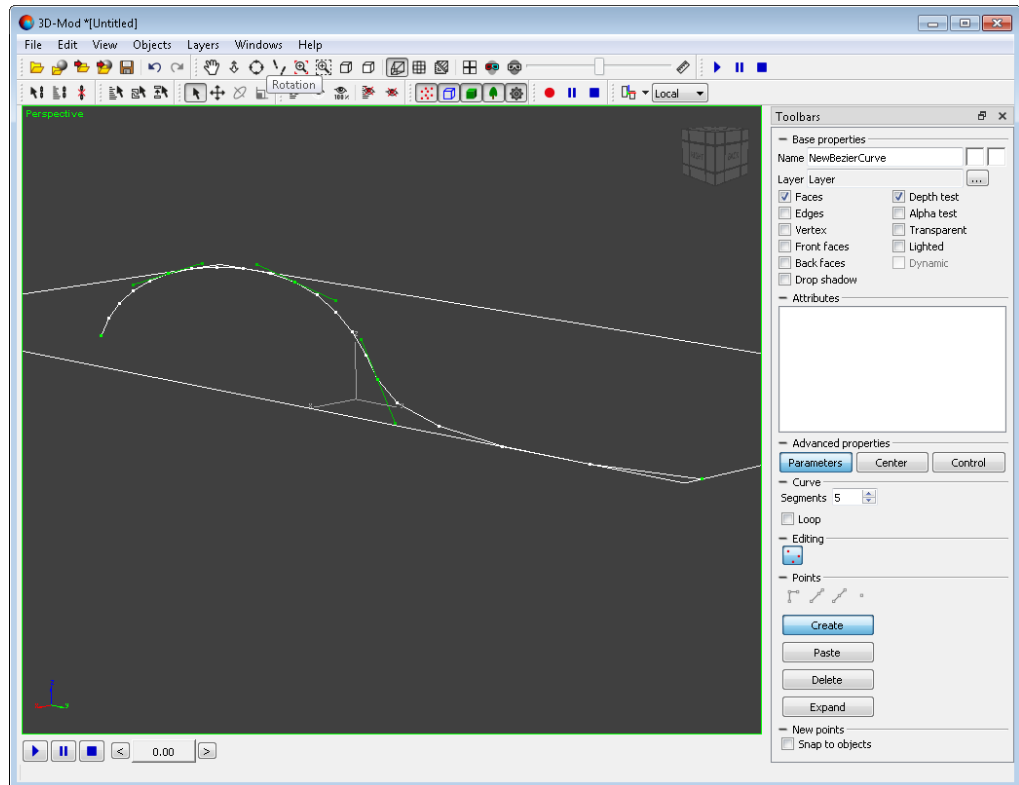 3D-Mod *[Untitled]
File Edit View Objects Layers Windows Help
Rotation
100%
Local
Perspective
Toolbars
Base properties
Name NewBezierCurve
Layer Layer ...
Faces Depth test
Edges Alpha test
Vertex Transparent
Front faces Lighted
Back faces Dynamic
Drop shadow
Attributes
Advanced properties
Parameters Center Control
Curve
Segments 5
Loop
Editing
Points
Create
Paste
Delete
Expand
New points
Snap to objects
< 0.00 >